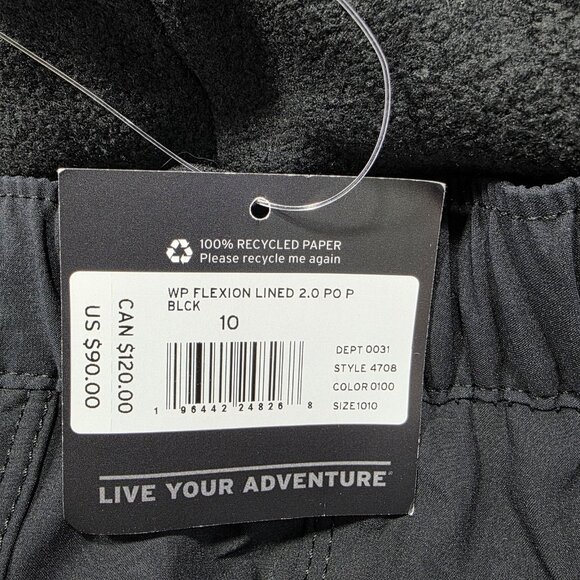 100% RECYCLED PAPER
Please recycle me again
WP FLEXION LINED 2.0 PO P
BLCK
10
CAN $120.00
US $90.00
DEPT 0031
STYLE 4708
COLOR 0100
SIZE1010
1 96442 24826 8
LIVE YOUR ADVENTURE